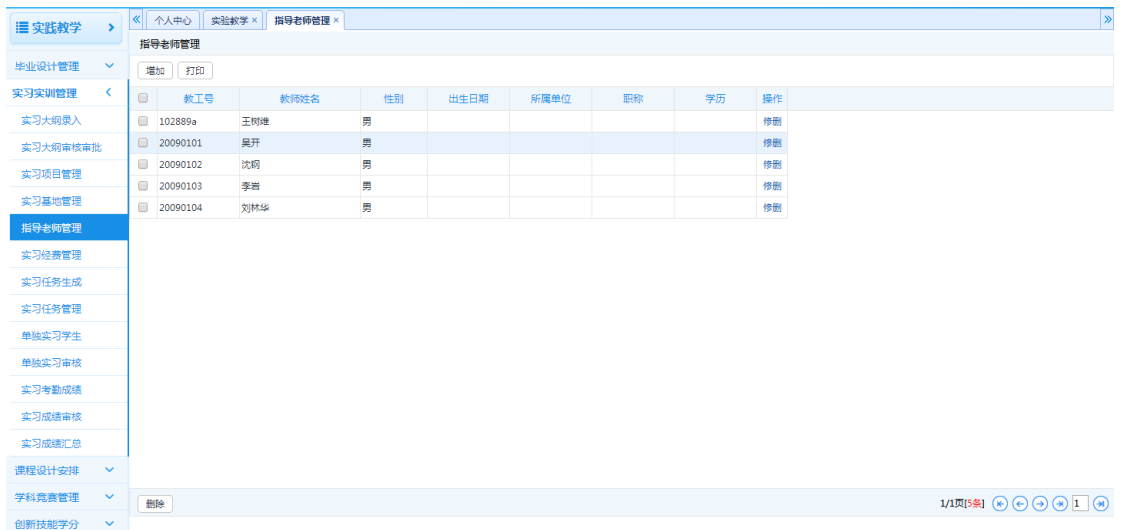 实践教学
个人中心 实验教学 × 指导老师管理 ×
指导老师管理
毕业设计管理
增加 打印
实习实训管理
教工号 教师姓名 性别 出生日期 所属单位 职称 学历 操作
实习大纲录入
102889a 王树维 男 修删
实习大纲审核审批
20090101 吴开 男 修删
20090102 沈钢 男 修删
实习项目管理
20090103 李岩 男 修删
实习基地管理
20090104 刘林华 男 修删
指导老师管理
实习经费管理
实习任务生成
实习任务管理
单独实习学生
单独实习审核
实习考勤成绩
实习成绩审核
实习成绩汇总
课程设计安排
学科竞赛管理
删除 1/1页[5条] 1
创新技能学分